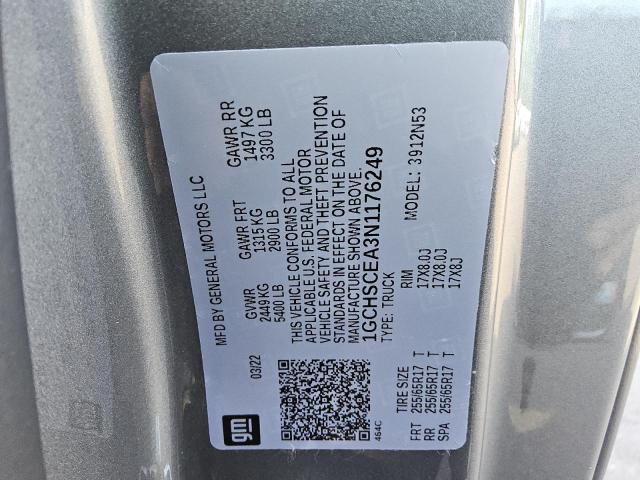 MFD BY GENERAL MOTORS LLC
03/22
GVWR GAWR FRT GAWR RR
2449 KG 1315 KG 1497 KG
5400 LB 2900 LB 3300 LB
THIS VEHICLE CONFORMS TO ALL
APPLICABLE U.S. FEDERAL MOTOR
VEHICLE SAFETY AND THEFT PREVENTION
STANDARDS IN EFFECT ON THE DATE OF
MANUFACTURE SHOWN ABOVE.
1GCHSCEA3N1176249
TYPE: TRUCK MODEL: 3912N53
gm
464C
TIRE SIZE RIM
FRT 255/65R17 T 17X8.0J
RR 255/65R17 T 17X8.0J
SPA 255/65R17 T 17X8J